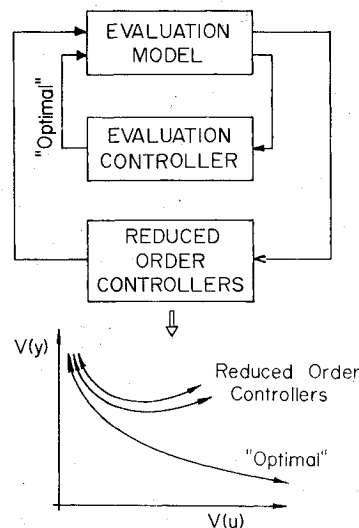 EVALUATION
MODEL
"Optimal"
EVALUATION
CONTROLLER
REDUCED
ORDER
CONTROLLERS
V(y)
Reduced Order
Controllers
"Optimal"
V(u)